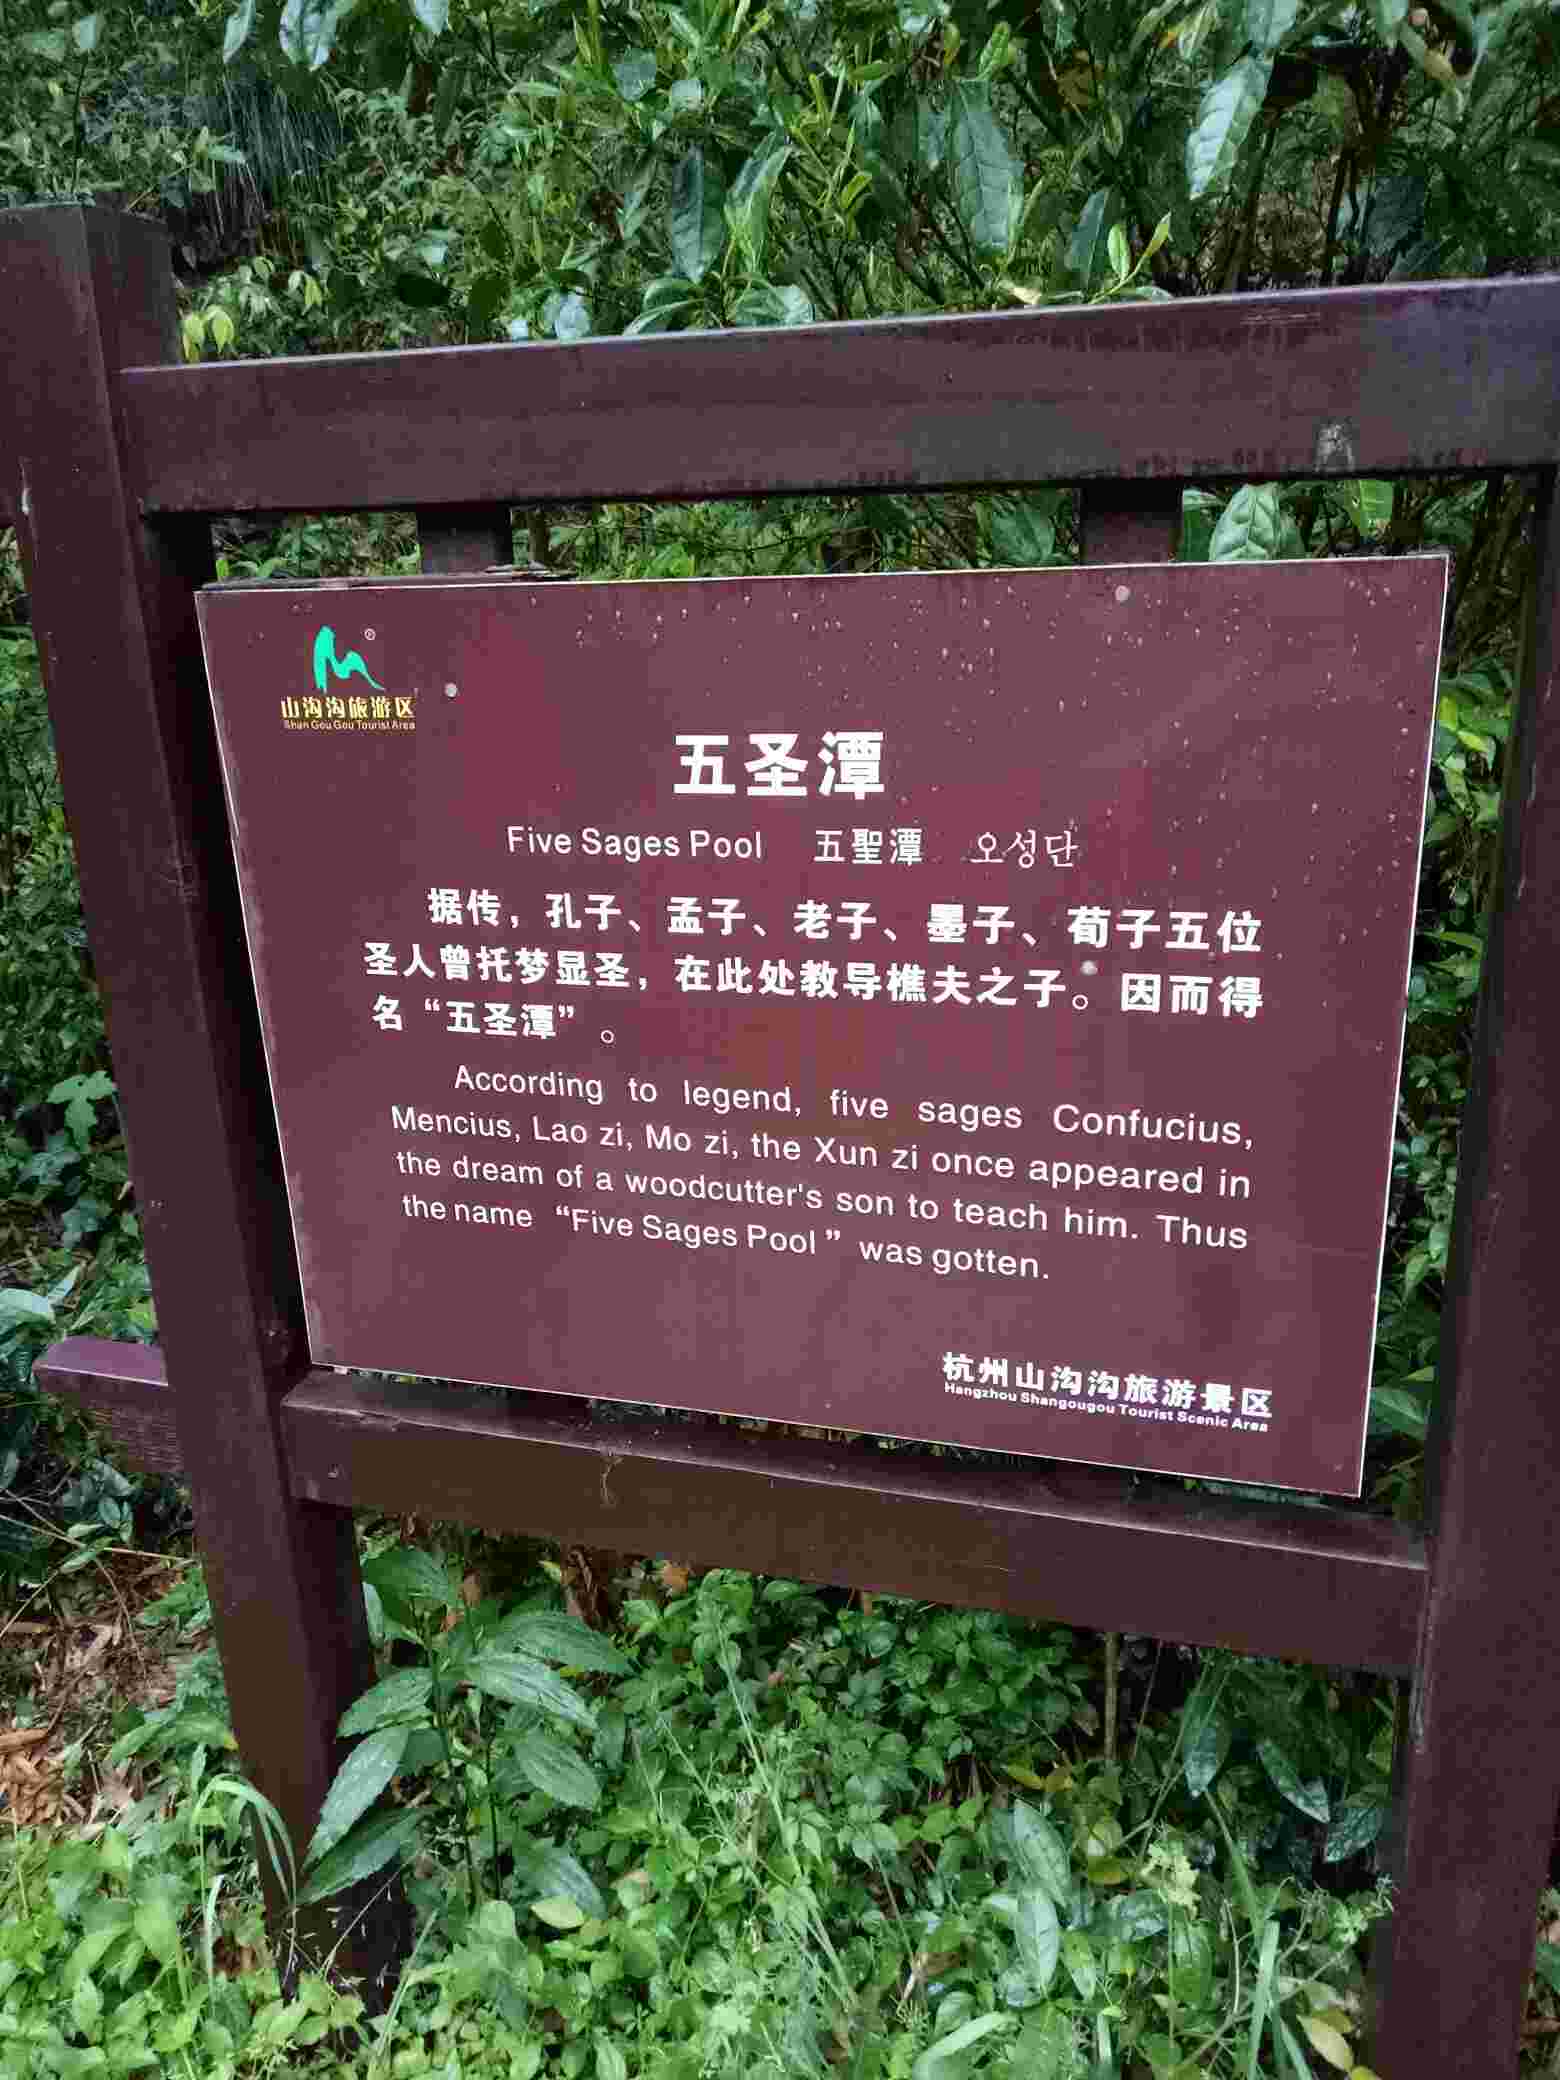 山沟沟旅游区
Shan Gou Gou Tourist Area
五圣潭
Five Sages Pool 五聖潭 오성단
据传，孔子、孟子、老子、墨子、荀子五位
圣人曾托梦显圣，在此处教导樵夫之子。因而得
名“五圣潭”。
According to legend, five sages Confucius,
Mencius, Lao zi, Mo zi, the Xun zi once appeared in
the dream of a woodcutter's son to teach him. Thus
the name “Five Sages Pool” was gotten.
杭州山沟沟旅游景区
Hangzhou Shangougou Tourist Scenic Area